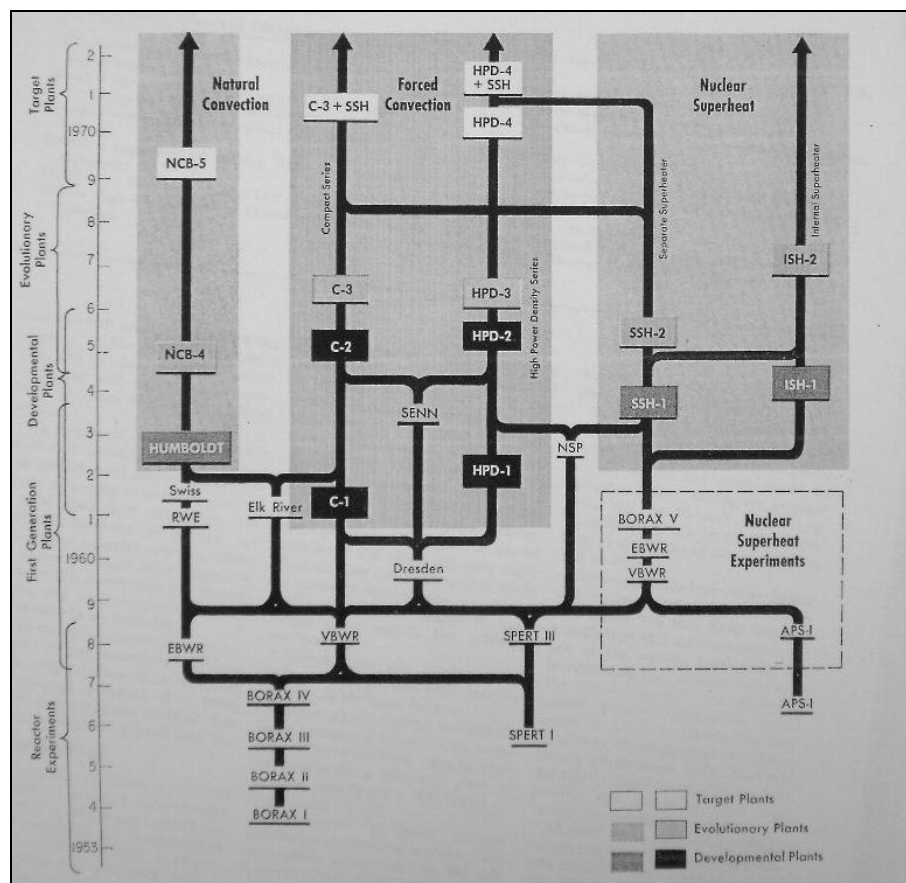 Target Plants
Evolutionary Plants
Developmental Plants
First Generation Plants
Reactor Experiments
2
1
1970
9
8
7
6
5
4
3
2
1
1960
9
8
7
6
5
4
1953
Natural
Convection
Forced
Convection
Nuclear
Superheat
NCB-5
NCB-4
HUMBOLDT
Swiss
RWE
EBWR
Elk River
C-3 + SSH
Compact Series
C-3
C-2
C-1
VBWR
HPD-4
+ SSH
HPD-4
High Power Density Series
HPD-3
HPD-2
HPD-1
SENN
Dresden
NSP
SPERT III
SPERT I
Separate Superheater
Internal Superheater
ISH-2
SSH-2
ISH-1
SSH-1
BORAX V
EBWR
VBWR
Nuclear
Superheat
Experiments
APS-I
APS-I
BORAX IV
BORAX III
BORAX ii
BORAX I
Target Plants
Evolutionary Plants
Developmental Plants